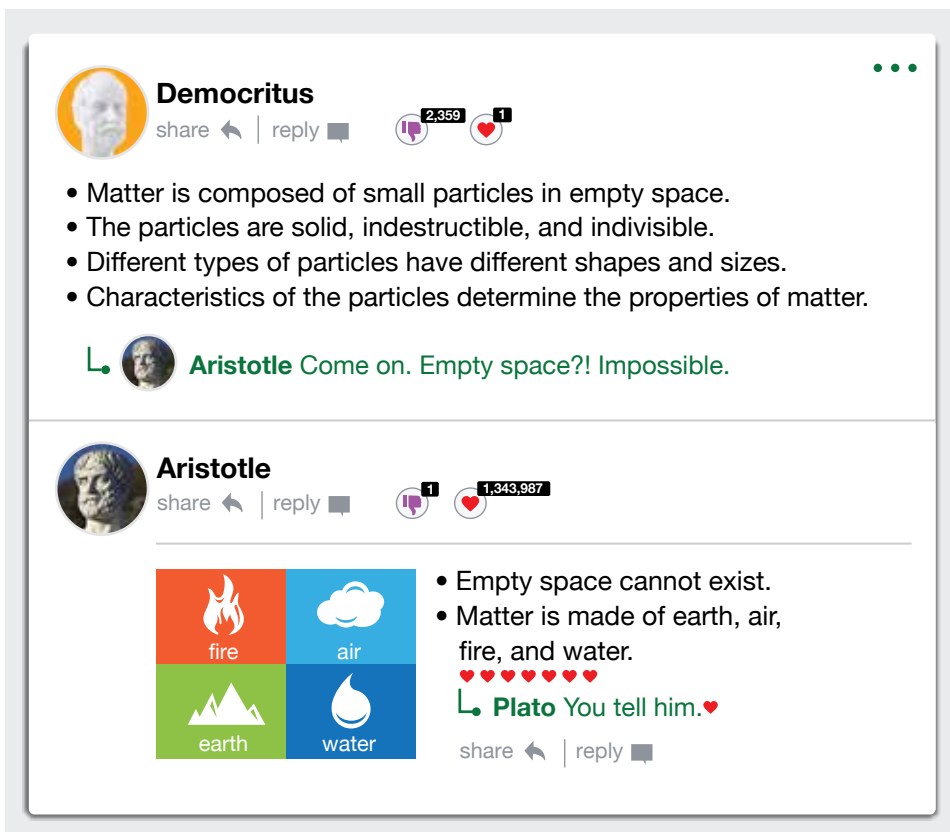 Democritus
share | reply 2,359 1
• Matter is composed of small particles in empty space.
• The particles are solid, indestructible, and indivisible.
• Different types of particles have different shapes and sizes.
• Characteristics of the particles determine the properties of matter.
Aristotle Come on. Empty space?! Impossible.
Aristotle
share | reply 1 1,343,987
fire
air
earth
water
• Empty space cannot exist.
• Matter is made of earth, air,
fire, and water.
Plato You tell him.
share | reply